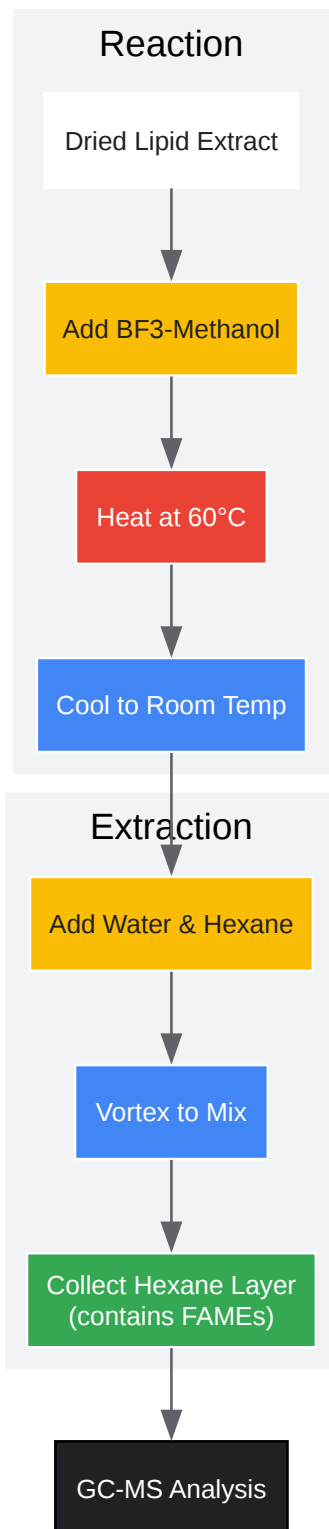 Reaction
Dried Lipid Extract
Add BF3-Methanol
Heat at 60°C
Cool to Room Temp
Extraction
Add Water & Hexane
Vortex to Mix
Collect Hexane Layer
(contains FAMEs)
GC-MS Analysis